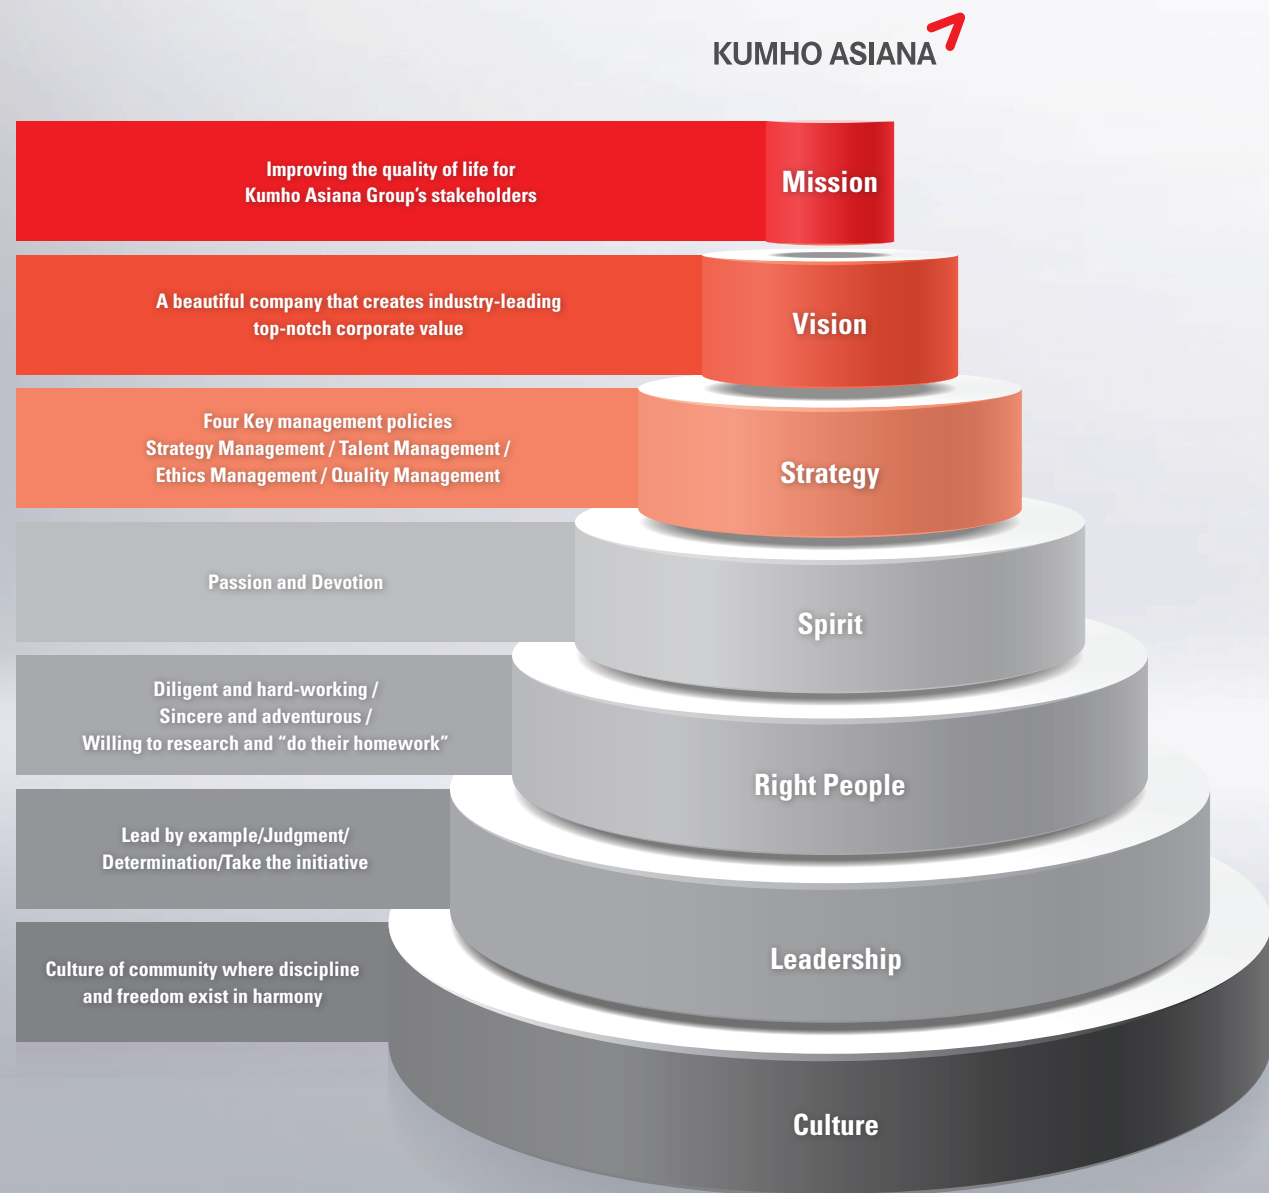 KUMHO ASIANA
Improving the quality of life for
Kumho Asiana Group's stakeholders
Mission
A beautiful company that creates industry-leading
top-notch corporate value
Vision
Four Key management policies
Strategy Management / Talent Management /
Ethics Management / Quality Management
Strategy
Passion and Devotion
Spirit
Diligent and hard-working /
Sincere and adventurous /
Willing to research and “do their homework”
Right People
Lead by example/Judgment/
Determination/Take the initiative
Leadership
Culture of community where discipline
and freedom exist in harmony
Culture